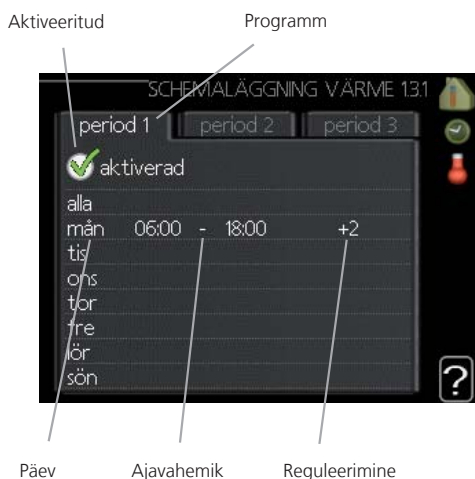 Aktiveeritud Programm
SCHEMALÄGGNING VÄRME 1.3.1
period 1 period 2 period 3
aktiverad
alla
mån 06:00 - 18:00 +2
tis
ons
tor
fre
lör
sön
?
Päev Ajavahemik Reguleerimine